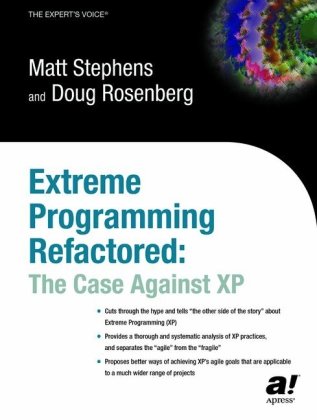 THE EXPERT'S VOICE®
Matt Stephens
and Doug Rosenberg
Extreme
Programming
Refactored:
The Case Against XP
• Cuts through the hype and tells "the other side of the story" about
Extreme Programming (XP)
• Provides a thorough and systematic analysis of XP practices,
and separates the "agile" from the "fragile"
• Proposes better ways of achieving XP's agile goals that are applicable
to a much wider range of projects
a!
Apress®